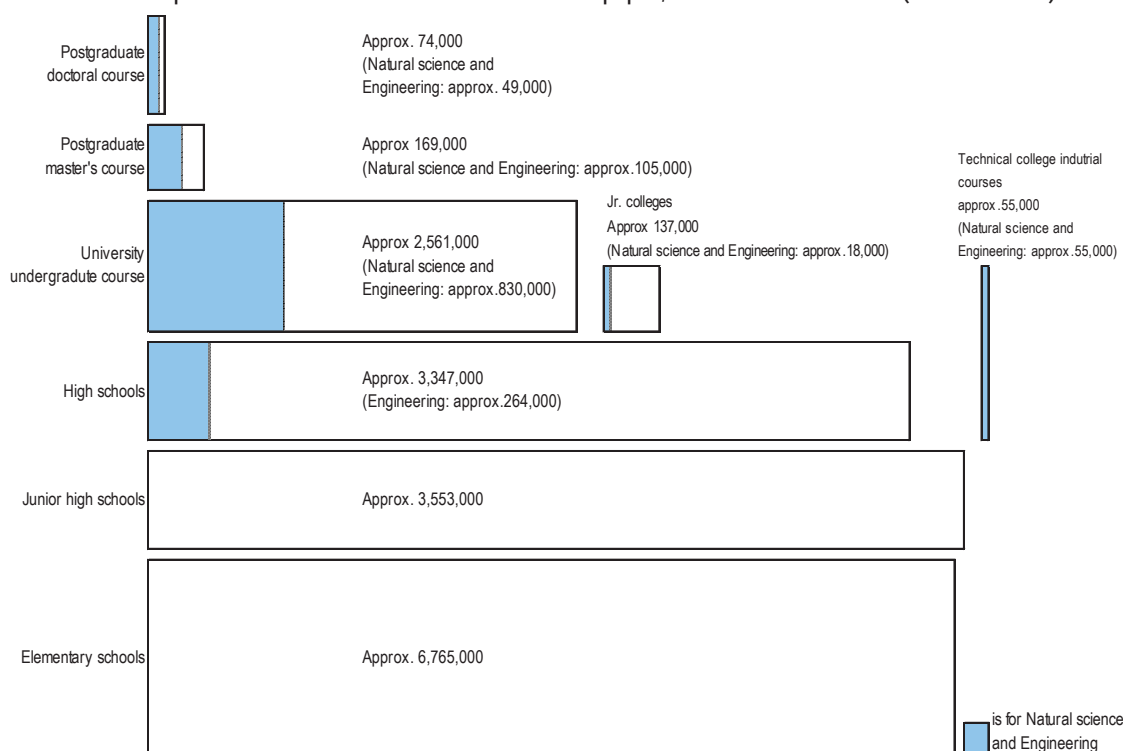 Postgraduate
doctoral course
Approx. 74,000
(Natural science and
Engineering: approx. 49,000)
Postgraduate
master's course
Approx 169,000
(Natural science and Engineering: approx.105,000)
Technical college indutrial
courses
approx.55,000
(Natural science and
Engineering: approx.55,000)
University
undergradute course
Approx 2,561,000
(Natural science and
Engineering: approx.830,000)
Jr. colleges
Approx 137,000
(Natural science and Engineering: approx.18,000)
High schools
Approx. 3,347,000
(Engineering: approx.264,000)
Junior high schools
Approx. 3,553,000
Elementary schools
Approx. 6,765,000
is for Natural science
and Engineering